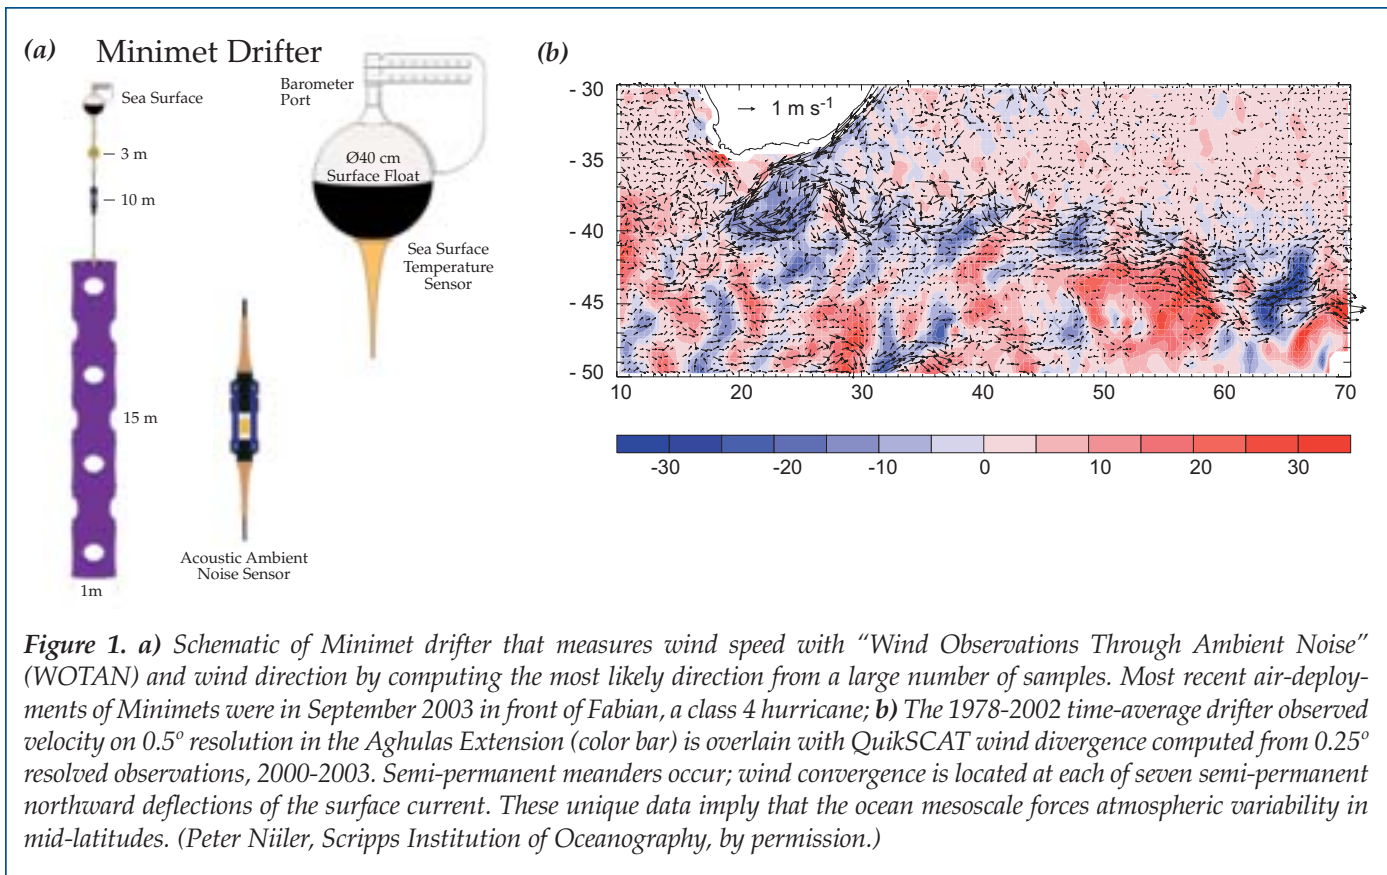 (a) Minimet Drifter
Sea Surface
3 m
10 m
15 m
1m
Barometer
Port
Ø40 cm
Surface Float
Sea Surface
Temperature
Sensor
Acoustic Ambient
Noise Sensor
(b)
1 m s-1
- 30
- 35
- 40
- 45
- 50
10 20 30 40 50 60 70
-30 -20 -10 0 10 20 30
Figure 1. a) Schematic of Minimet drifter that measures wind speed with “Wind Observations Through Ambient Noise”
(WOTAN) and wind direction by computing the most likely direction from a large number of samples. Most recent air-deploy-
ments of Minimets were in September 2003 in front of Fabian, a class 4 hurricane; b) The 1978-2002 time-average drifter observed
velocity on 0.5º resolution in the Aghulas Extension (color bar) is overlain with QuikSCAT wind divergence computed from 0.25º
resolved observations, 2000-2003. Semi-permanent meanders occur; wind convergence is located at each of seven semi-permanent
northward deflections of the surface current. These unique data imply that the ocean mesoscale forces atmospheric variability in
mid-latitudes. (Peter Niiler, Scripps Institution of Oceanography, by permission.)